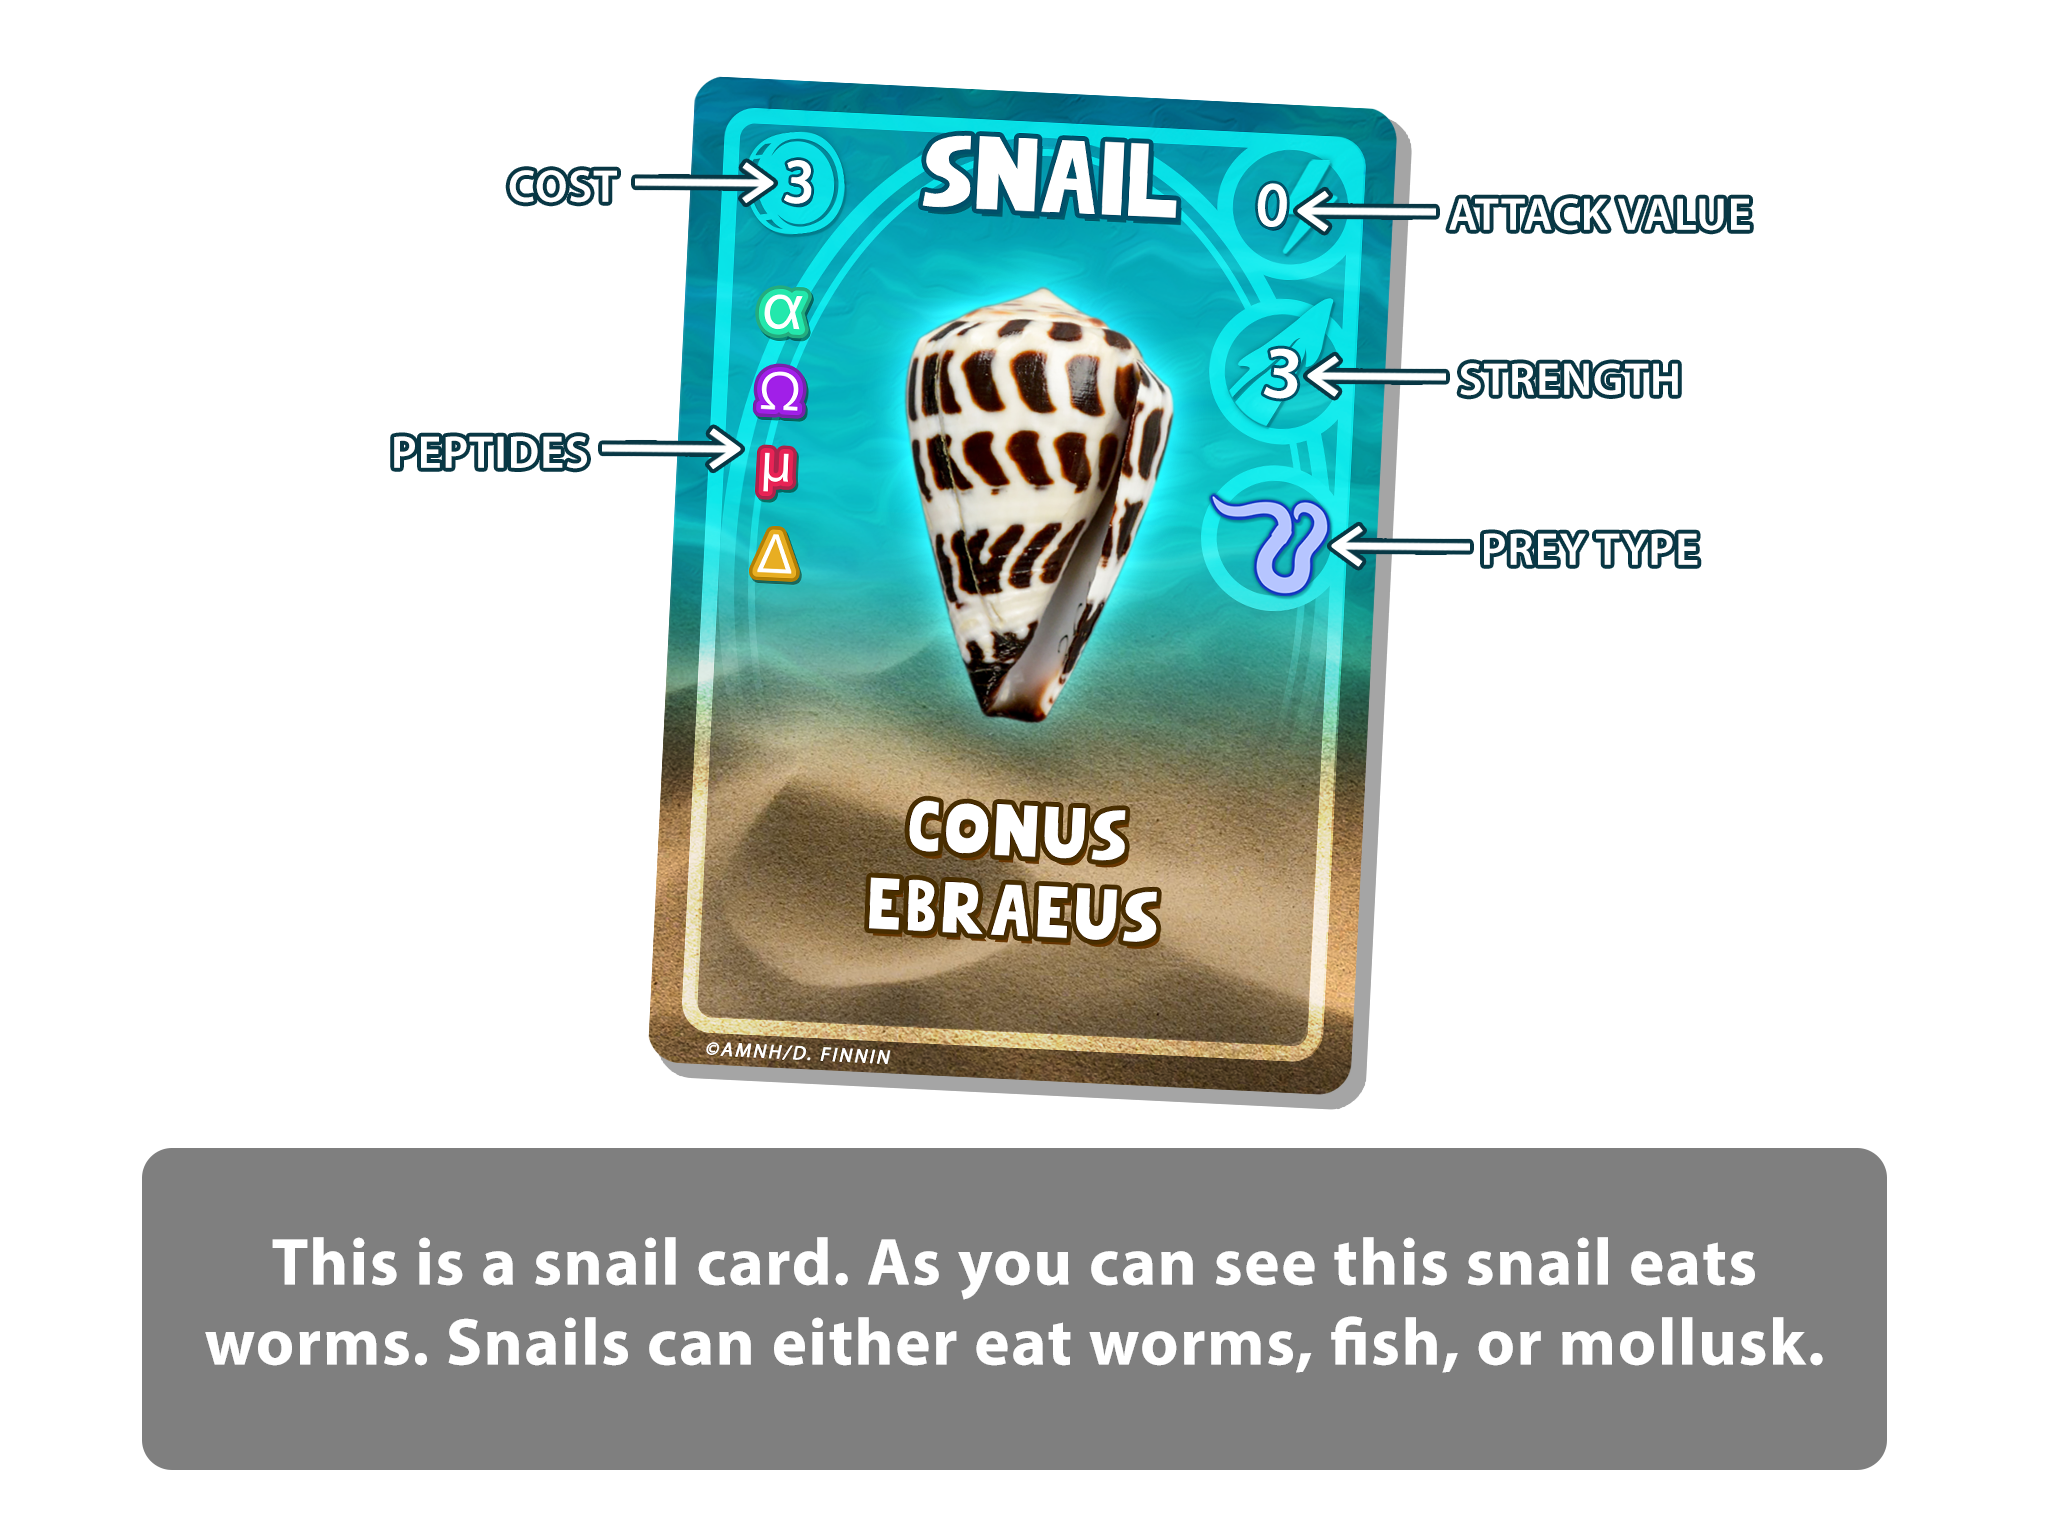 SNAIL
COST
3
0
ATTACK VALUE
α
Ω
3
STRENGTH
PEPTIDES
μ
Δ
PREY TYPE
CONUS
EBRAEUS
©AMNH/D. FINNIN
This is a snail card. As you can see this snail eats
worms. Snails can either eat worms, fish, or mollusk.